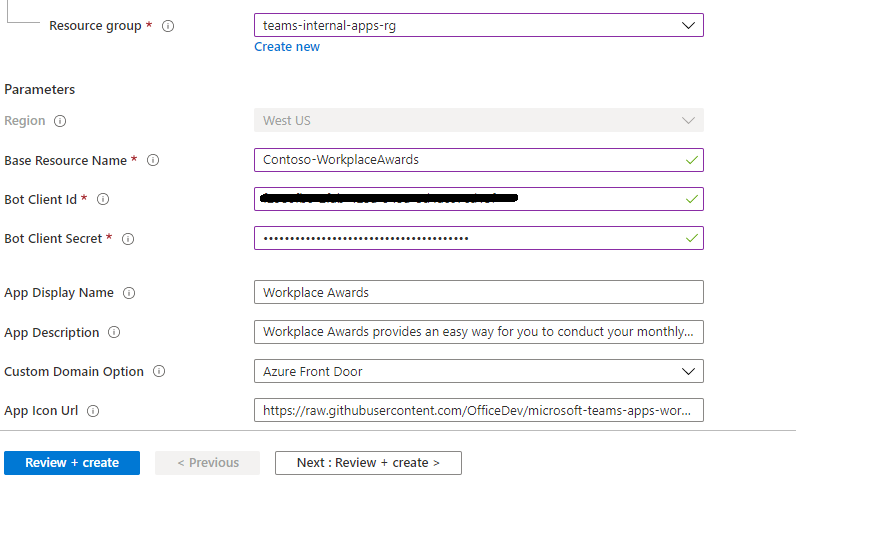 Resource group *
teams-internal-apps-rg
Create new
Parameters
Region
West US
Base Resource Name *
Contoso-WorkplaceAwards
Bot Client Id *
Bot Client Secret *
••••••••••••••••••••••••••••••••••••••••
App Display Name
Workplace Awards
App Description
Workplace Awards provides an easy way for you to conduct your monthly...
Custom Domain Option
Azure Front Door
App Icon Url
https://raw.githubusercontent.com/OfficeDev/microsoft-teams-apps-wor...
Review + create
< Previous
Next : Review + create >